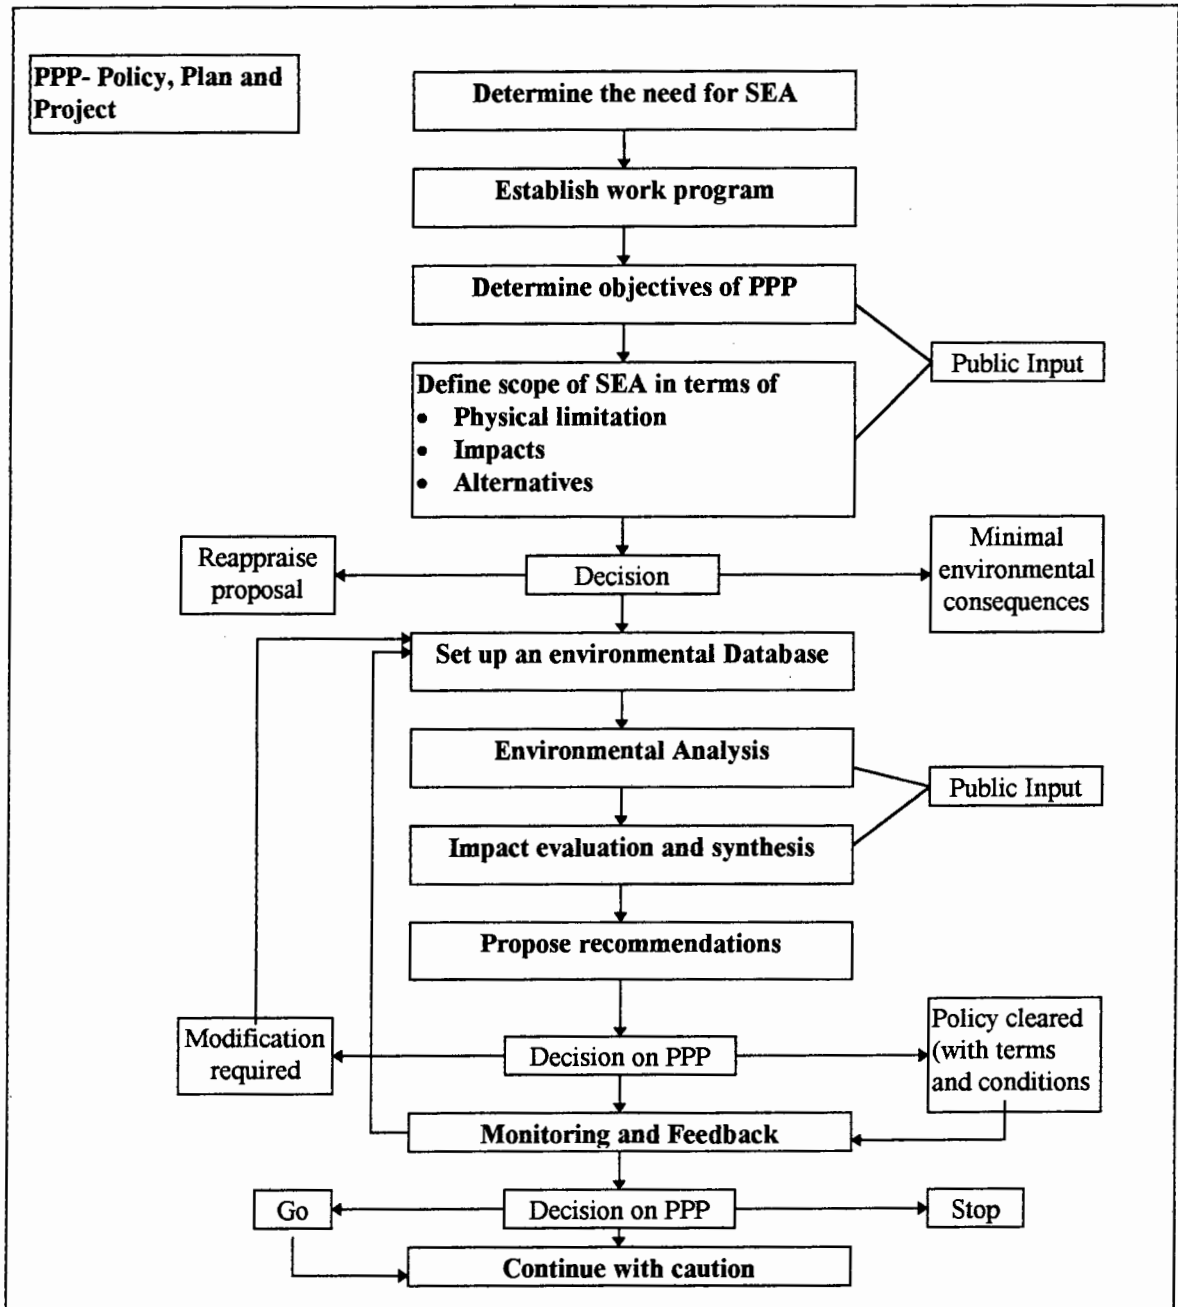 PPP- Policy, Plan and
Project
Determine the need for SEA
Establish work program
Determine objectives of PPP
Public Input
Define scope of SEA in terms of
• Physical limitation
• Impacts
• Alternatives
Reappraise
proposal
Decision
Minimal
environmental
consequences
Set up an environmental Database
Environmental Analysis
Public Input
Impact evaluation and synthesis
Propose recommendations
Modification
required
Decision on PPP
Policy cleared
(with terms
and conditions
Monitoring and Feedback
Go
Decision on PPP
Stop
Continue with caution